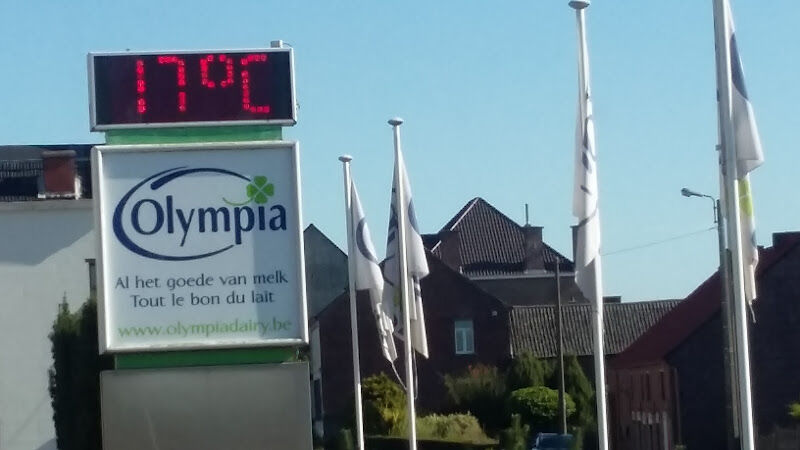 17°C
Olympia
Al het goede van melk
Tout le bon du lait
www.olympiadairy.be